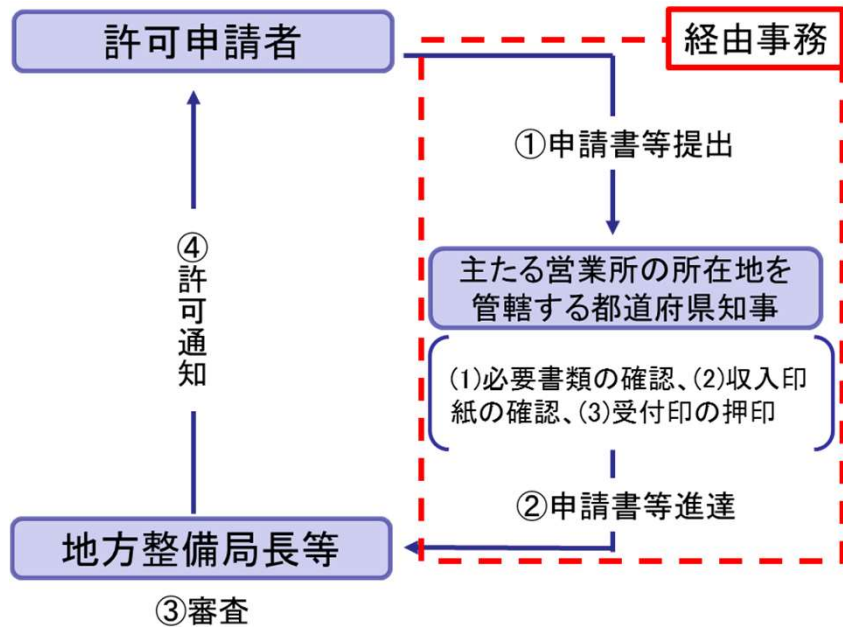 許可申請者
経由事務
①申請書等提出
主たる営業所の所在地を
管轄する都道府県知事
(1)必要書類の確認、(2)収入印
紙の確認、(3)受付印の押印
②申請書等進達
地方整備局長等
③審査
④許可通知